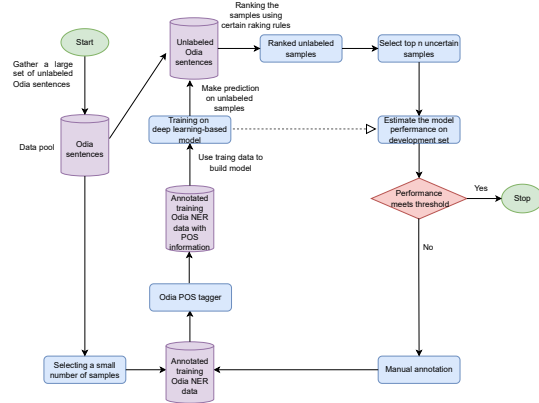 Ranking the
samples using
certain raking rules
Start
Unlabeled
Odia
sentences
Ranked unlabeled
samples
Select top n uncertain
samples
Gather a large
set of unlabeled
Odia sentences
Make prediction
on unlabeled
samples
Data pool
Odia
sentences
Training on
deep learning-based
model
Estimate the model
performance on
development set
Use traing data to
build model
Performance
meets threshold
Yes
Stop
Annotated
training
Odia NER
data with
POS
information
No
Odia POS tagger
Selecting a small
number of samples
Annotated
training
Odia NER
data
Manual annotation